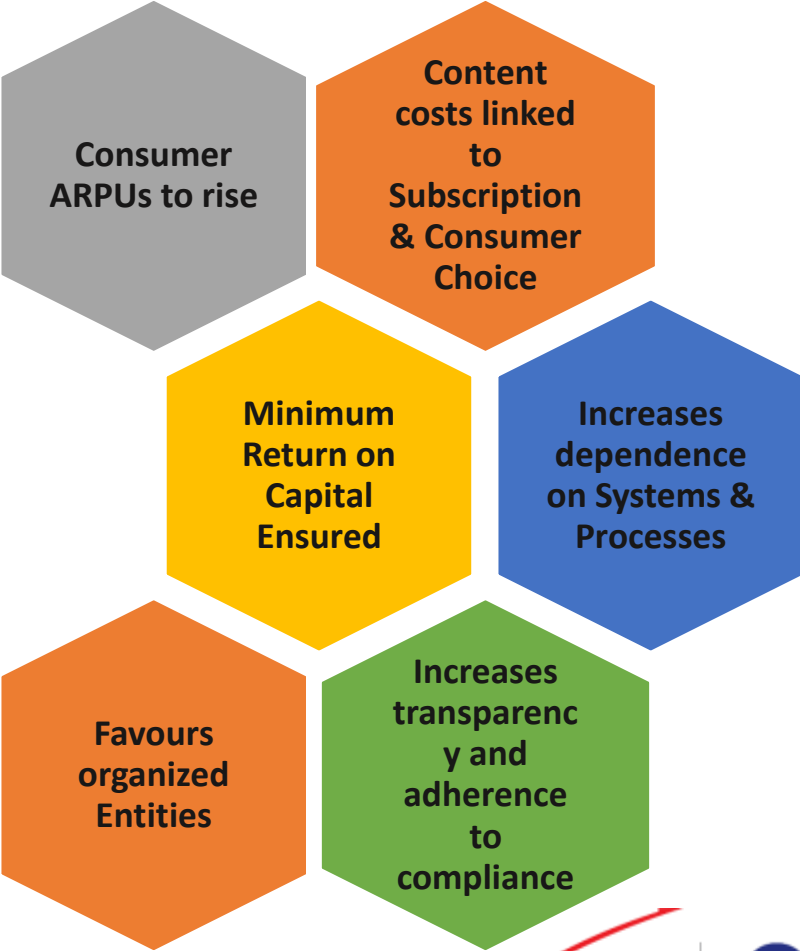 Consumer
ARPUs to rise
Content
costs linked
to
Subscription
& Consumer
Choice
Minimum
Return on
Capital
Ensured
Increases
dependence
on Systems &
Processes
Favours
organized
Entities
Increases
transparenc
y and
adherence
to
compliance